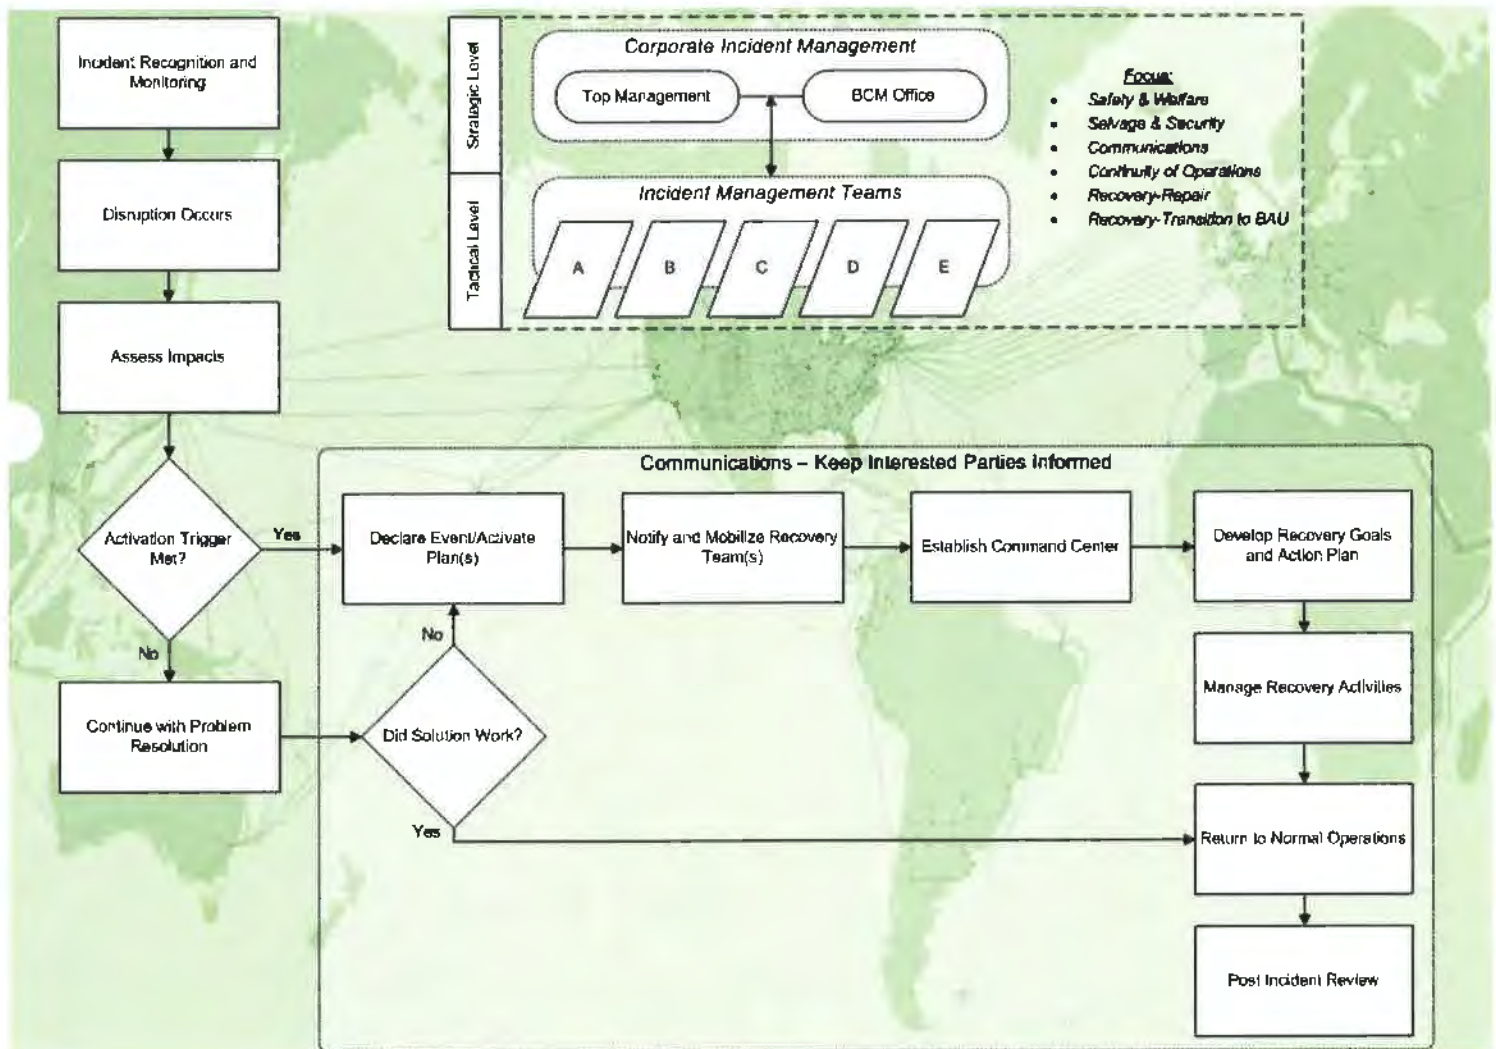 Incident Recognition and
Monitoring
Disruption Occurs
Assess Impacts
Activation Trigger
Met?
Yes
No
Continue with Problem
Resolution
Strategic Level
Tactical Level
Corporate Incident Management
Top Management
BCM Office
Incident Management Teams
A
B
C
D
E
Focus:
• Safety & Welfare
• Salvage & Security
• Communications
• Continuity of Operations
• Recovery-Repair
• Recovery-Transition to BAU
Communications – Keep Interested Parties Informed
Declare Event/Activate
Plan(s)
Notify and Mobilize Recovery
Team(s)
Establish Command Center
Develop Recovery Goals
and Action Plan
No
Did Solution Work?
Yes
Manage Recovery Activities
Return to Normal Operations
Post Incident Review